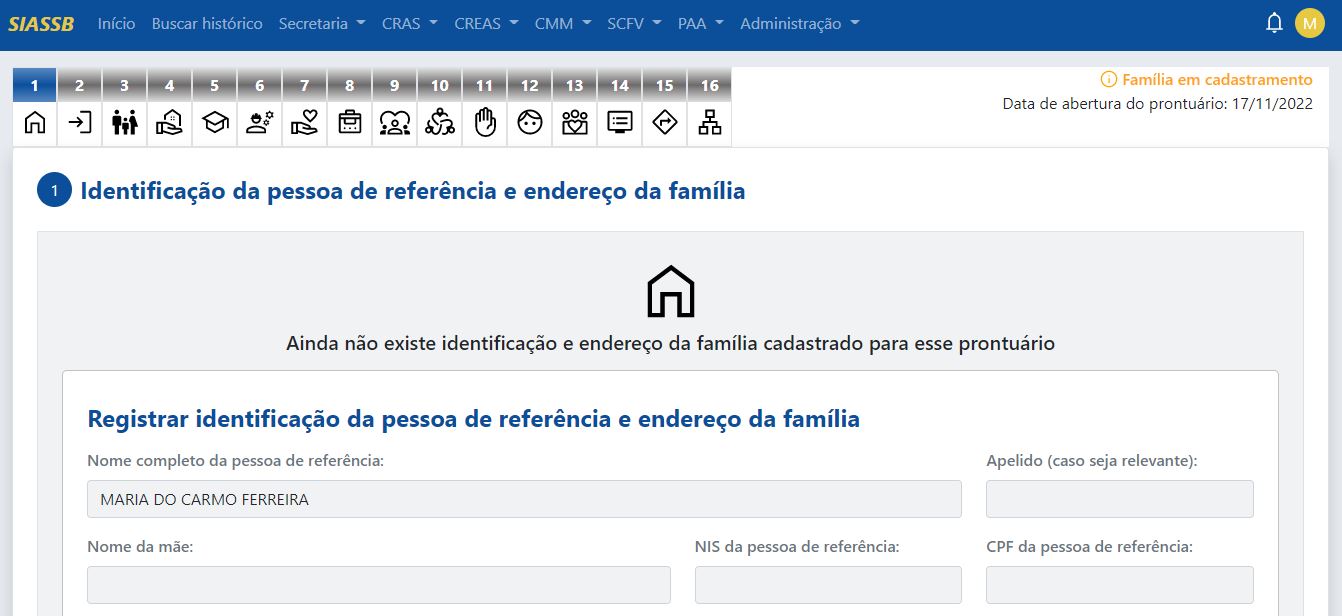 SIASSB Início Buscar histórico Secretaria CRAS CREAS CMM SCFV PAA Administração M
1 2 3 4 5 6 7 8 9 10 11 12 13 14 15 16
Família em cadastramento
Data de abertura do prontuário: 17/11/2022
1 Identificação da pessoa de referência e endereço da família
Ainda não existe identificação e endereço da família cadastrado para esse prontuário
Registrar identificação da pessoa de referência e endereço da família
Nome completo da pessoa de referência: Apelido (caso seja relevante):
MARIA DO CARMO FERREIRA
Nome da mãe: NIS da pessoa de referência: CPF da pessoa de referência: